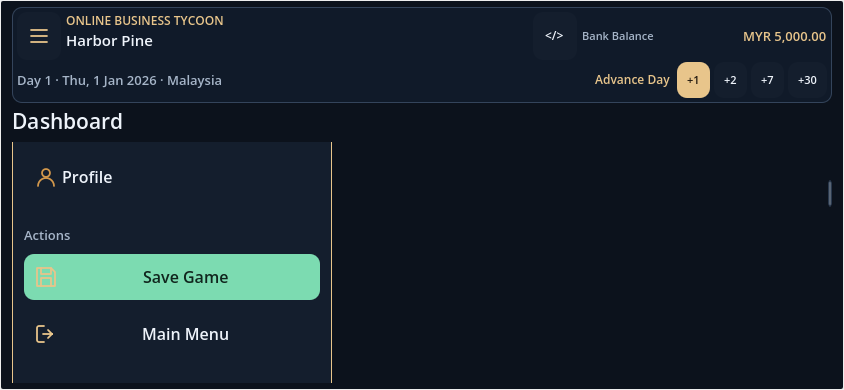 ONLINE BUSINESS TYCOON
Harbor Pine
</> Bank Balance MYR 5,000.00
Day 1 · Thu, 1 Jan 2026 · Malaysia
Advance Day +1 +2 +7 +30
Dashboard
Profile
Actions
Save Game
Main Menu